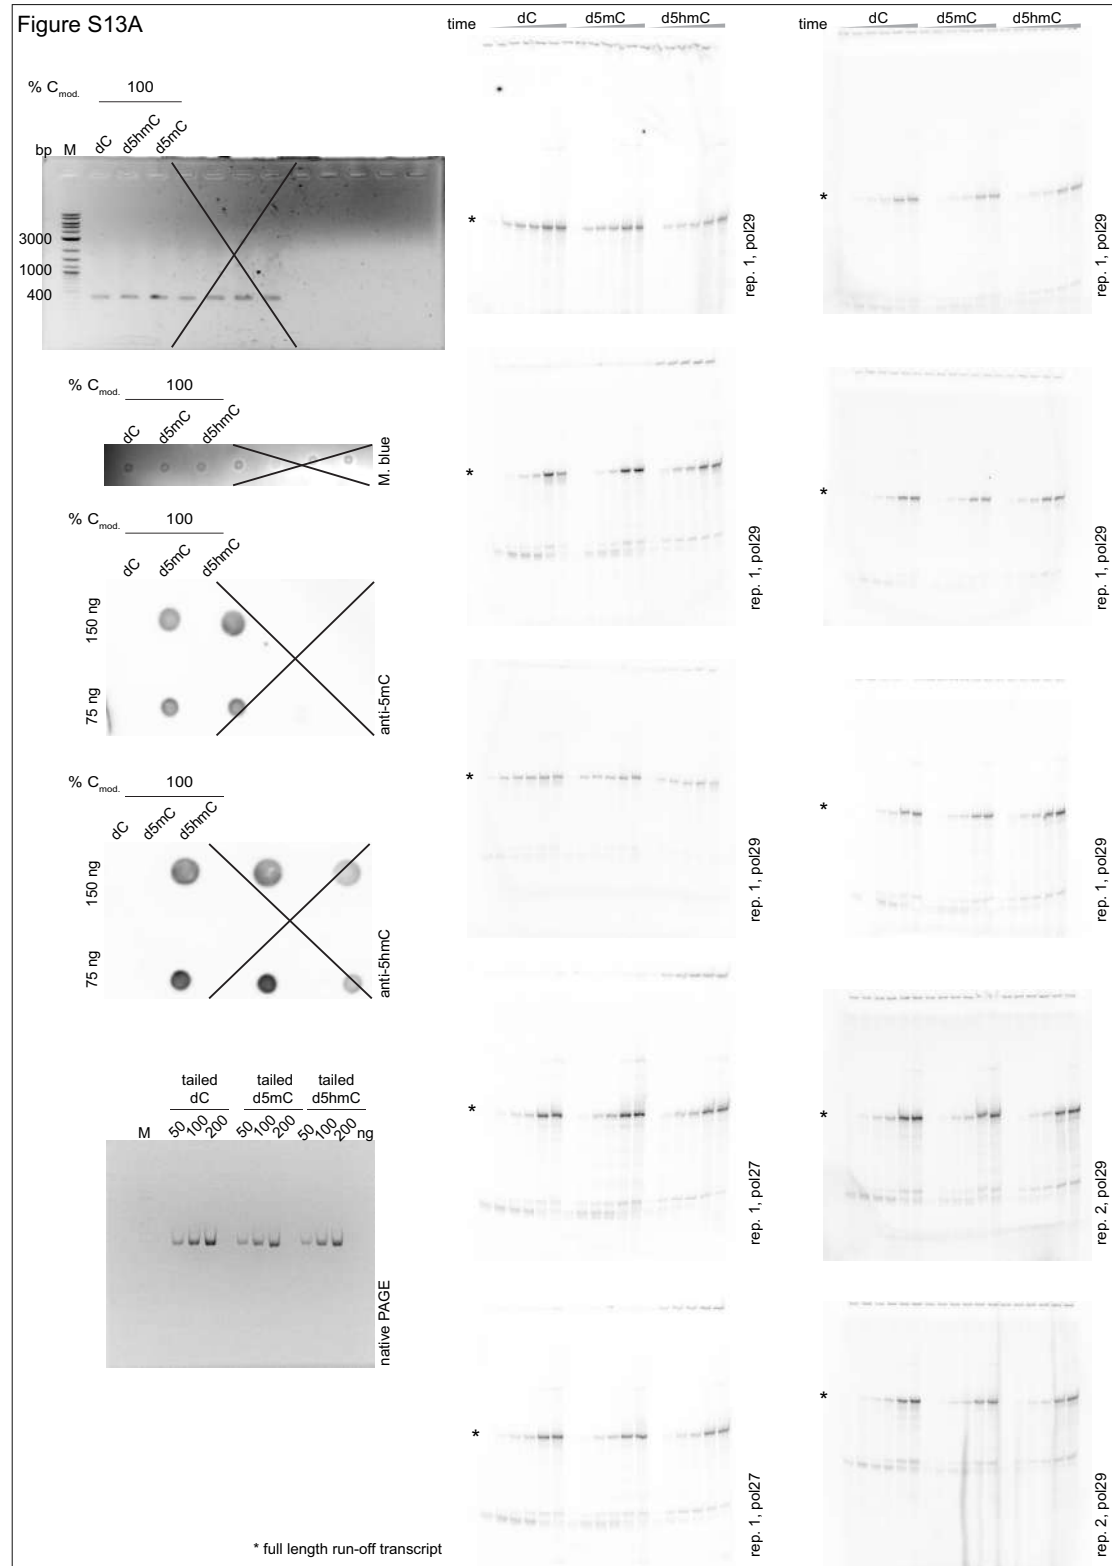 Figure S13A
% Cmod. 100
dC d5hmC d5mC
bp M
3000
1000
400
% Cmod. 100
dC d5mC d5hmC
M. blue
% Cmod. 100
dC d5mC d5hmC
150 ng
75 ng
anti-5mC
% Cmod. 100
dC d5mC d5hmC
150 ng
75 ng
anti-5hmC
tailed dC tailed d5mC tailed d5hmC
M 50 100 200 50 100 200 50 100 200 ng
native PAGE
* full length run-off transcript
time dC d5mC d5hmC
*
rep. 1, pol29
*
rep. 1, pol29
*
rep. 1, pol29
*
rep. 1, pol27
*
rep. 1, pol27
time dC d5mC d5hmC
*
rep. 1, pol29
*
rep. 1, pol29
*
rep. 1, pol29
*
rep. 2, pol29
*
rep. 2, pol29